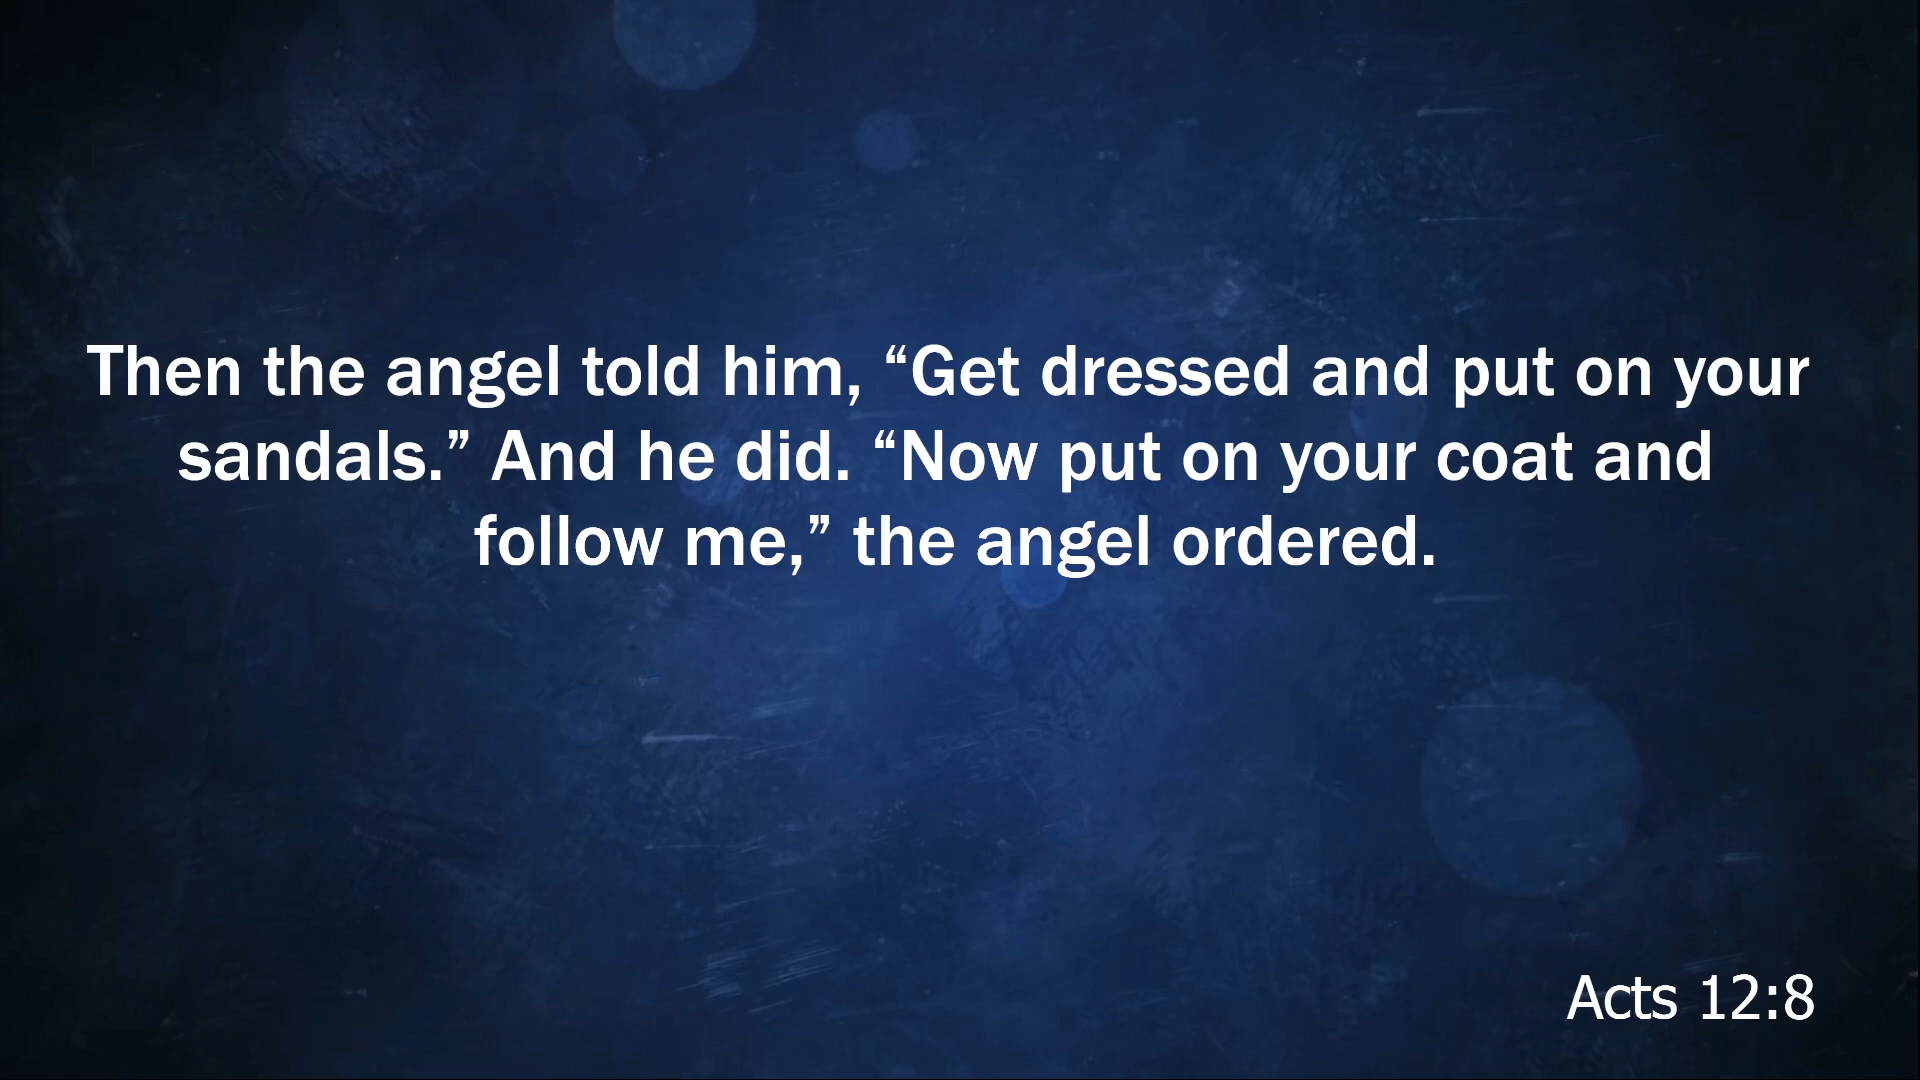 Then the angel told him, “Get dressed and put on your
sandals.” And he did. “Now put on your coat and
follow me,” the angel ordered.
Acts 12:8